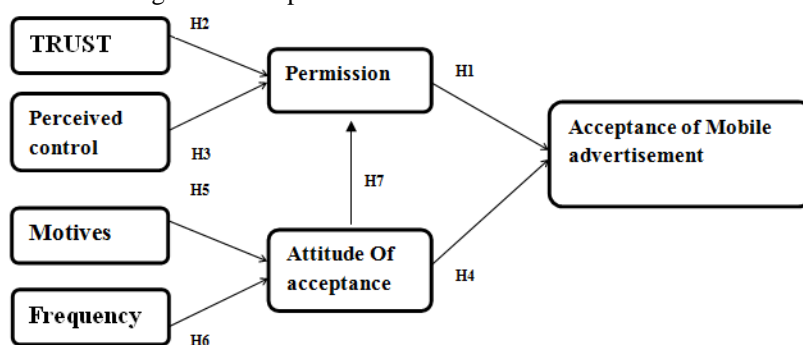 H2
TRUST
Permission
H1
Perceived
control
Acceptance of Mobile
advertisement
H3
H5
H7
Motives
Attitude Of
acceptance
H4
Frequency
H6